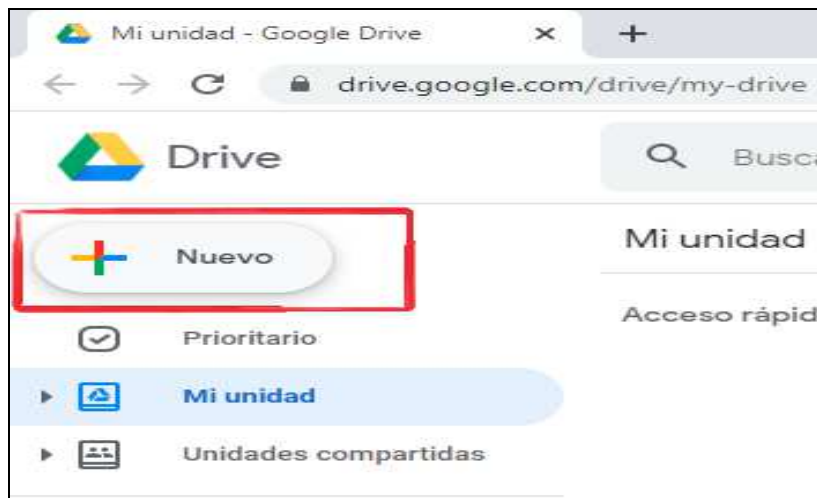 Mi unidad - Google Drive
drive.google.com/drive/my-drive
Drive
Busca
Nuevo
Mi unidad
Prioritario
Acceso rápid
Mi unidad
Unidades compartidas